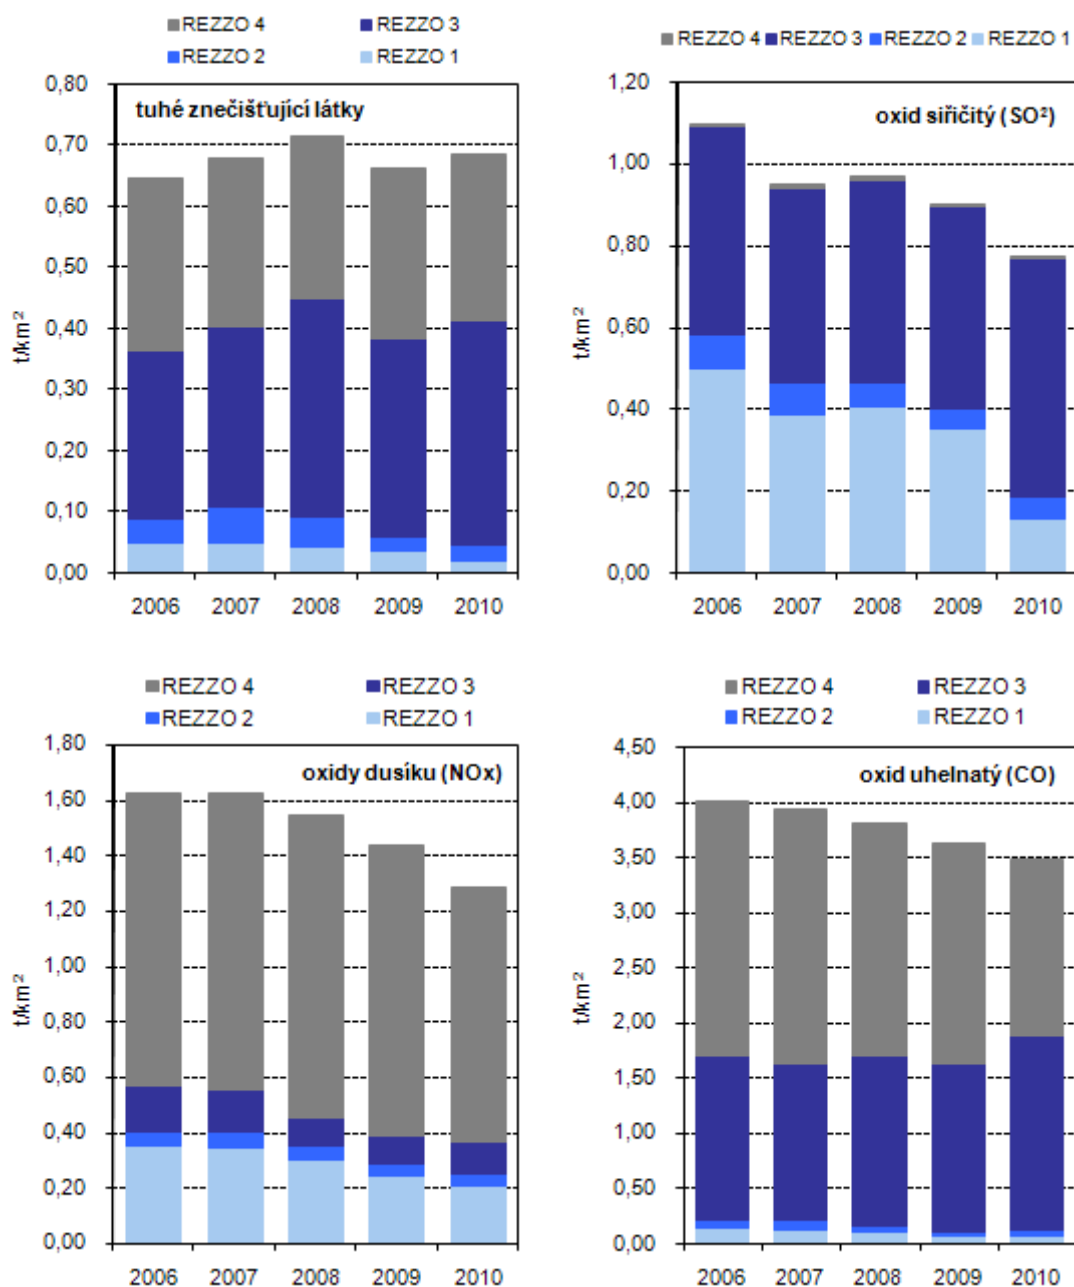 REZZO 4 REZZO 3
REZZO 2 REZZO 1
tuhé znečišťující látky
t/km²
0,80
0,70
0,60
0,50
0,40
0,30
0,20
0,10
0,00
2006 2007 2008 2009 2010
REZZO 4 REZZO 3 REZZO 2 REZZO 1
oxid siřičitý (SO²)
t/km²
1,20
1,00
0,80
0,60
0,40
0,20
0,00
2006 2007 2008 2009 2010
REZZO 4 REZZO 3
REZZO 2 REZZO 1
oxidy dusíku (NOx)
t/km²
1,80
1,60
1,40
1,20
1,00
0,80
0,60
0,40
0,20
0,00
2006 2007 2008 2009 2010
REZZO 4 REZZO 3
REZZO 2 REZZO 1
oxid uhelnatý (CO)
t/km²
4,50
4,00
3,50
3,00
2,50
2,00
1,50
1,00
0,50
0,00
2006 2007 2008 2009 2010